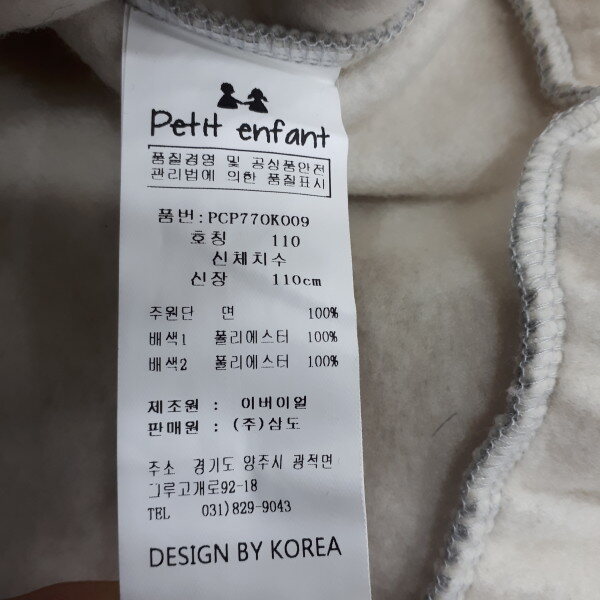 Petit enfant
품질경영 및 공싱품안전
관리법에 의한 품질표시
품번:PCP770K009
호칭 110
신체치수
신장 110cm
주원단 면 100%
배색1 폴리에스터 100%
배색2 폴리에스터 100%
제조원 : 이버이얼
판매원 : (주)삼도
주소 경기도 양주시 광적면
그루고개로92-18
TEL 031)829-9043
DESIGN BY KOREA